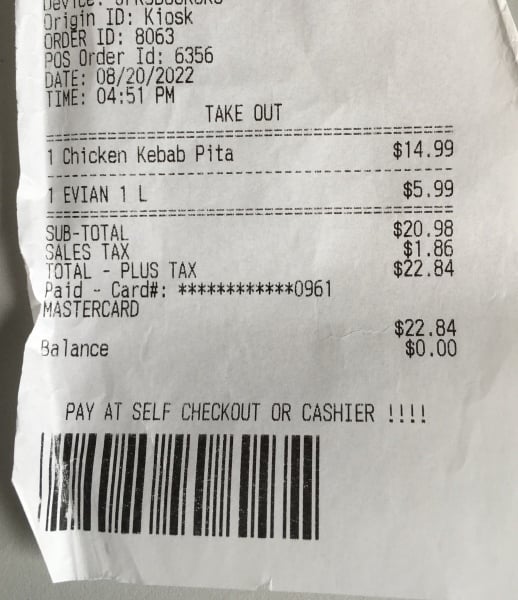 Origin ID: Kiosk
ORDER ID: 8063
POS Order Id: 6356
DATE: 08/20/2022
TIME: 04:51 PM
TAKE OUT
1 Chicken Kebab Pita $14.99
1 EVIAN 1 L $5.99
SUB-TOTAL $20.98
SALES TAX $1.86
TOTAL - PLUS TAX $22.84
Paid - Card#: ************0961
MASTERCARD
$22.84
Balance $0.00
PAY AT SELF CHECKOUT OR CASHIER !!!!